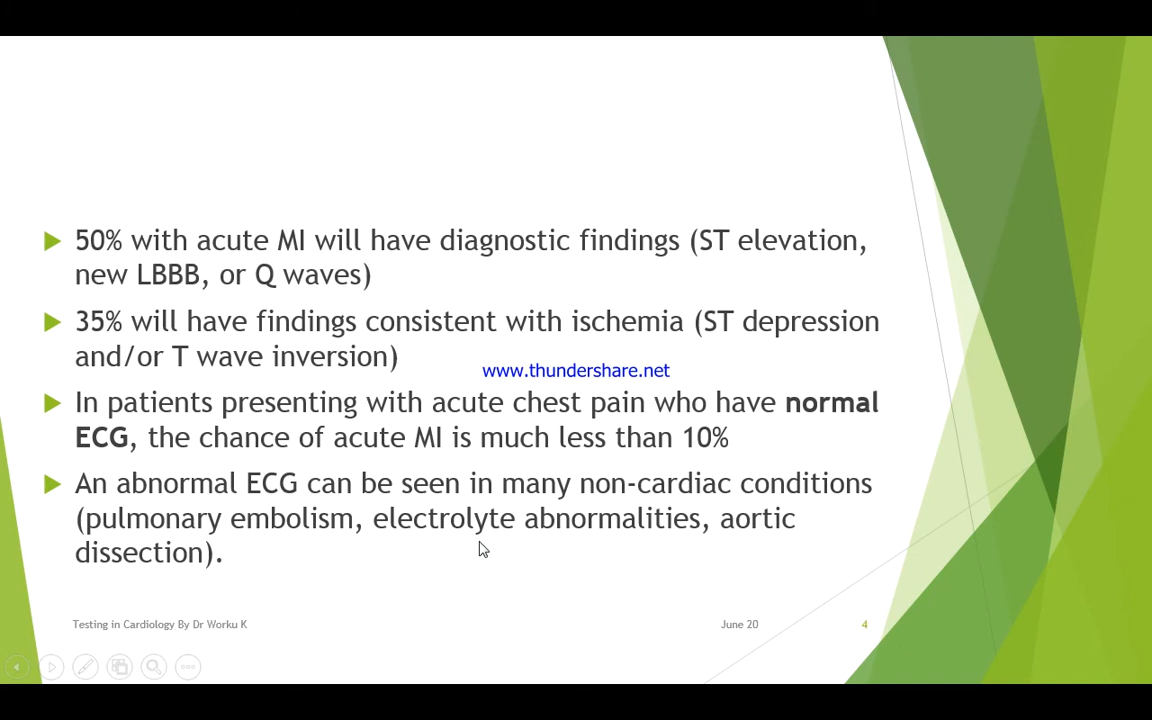 50% with acute MI will have diagnostic findings (ST elevation,
new LBBB, or Q waves)
35% will have findings consistent with ischemia (ST depression
and/or T wave inversion)
www.thundershare.net
In patients presenting with acute chest pain who have normal
ECG, the chance of acute MI is much less than 10%
An abnormal ECG can be seen in many non-cardiac conditions
(pulmonary embolism, electrolyte abnormalities, aortic
dissection).
Testing in Cardiology By Dr Worku K
June 20
4